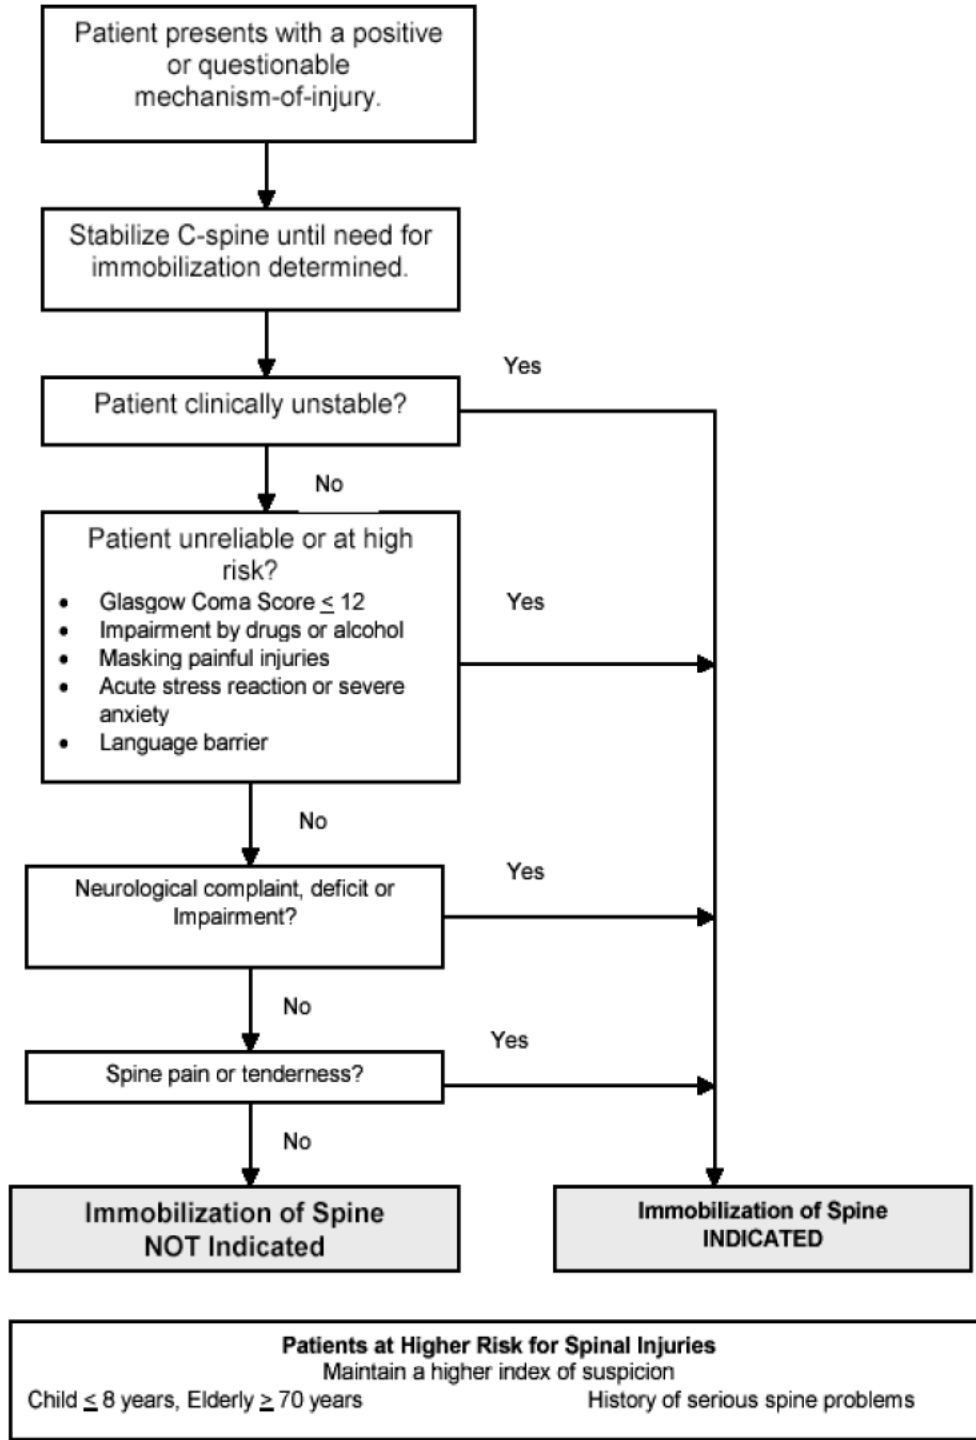 Patient presents with a positive
or questionable
mechanism-of-injury.
Stabilize C-spine until need for
immobilization determined.
Yes
Patient clinically unstable?
No
Patient unreliable or at high
risk?
• Glasgow Coma Score ≤ 12
Yes
• Impairment by drugs or alcohol
• Masking painful injuries
• Acute stress reaction or severe
anxiety
• Language barrier
No
Yes
Neurological complaint, deficit or
Impairment?
No
Yes
Spine pain or tenderness?
No
Immobilization of Spine
NOT Indicated
Immobilization of Spine
INDICATED
Patients at Higher Risk for Spinal Injuries
Maintain a higher index of suspicion
Child ≤ 8 years, Elderly ≥ 70 years History of serious spine problems